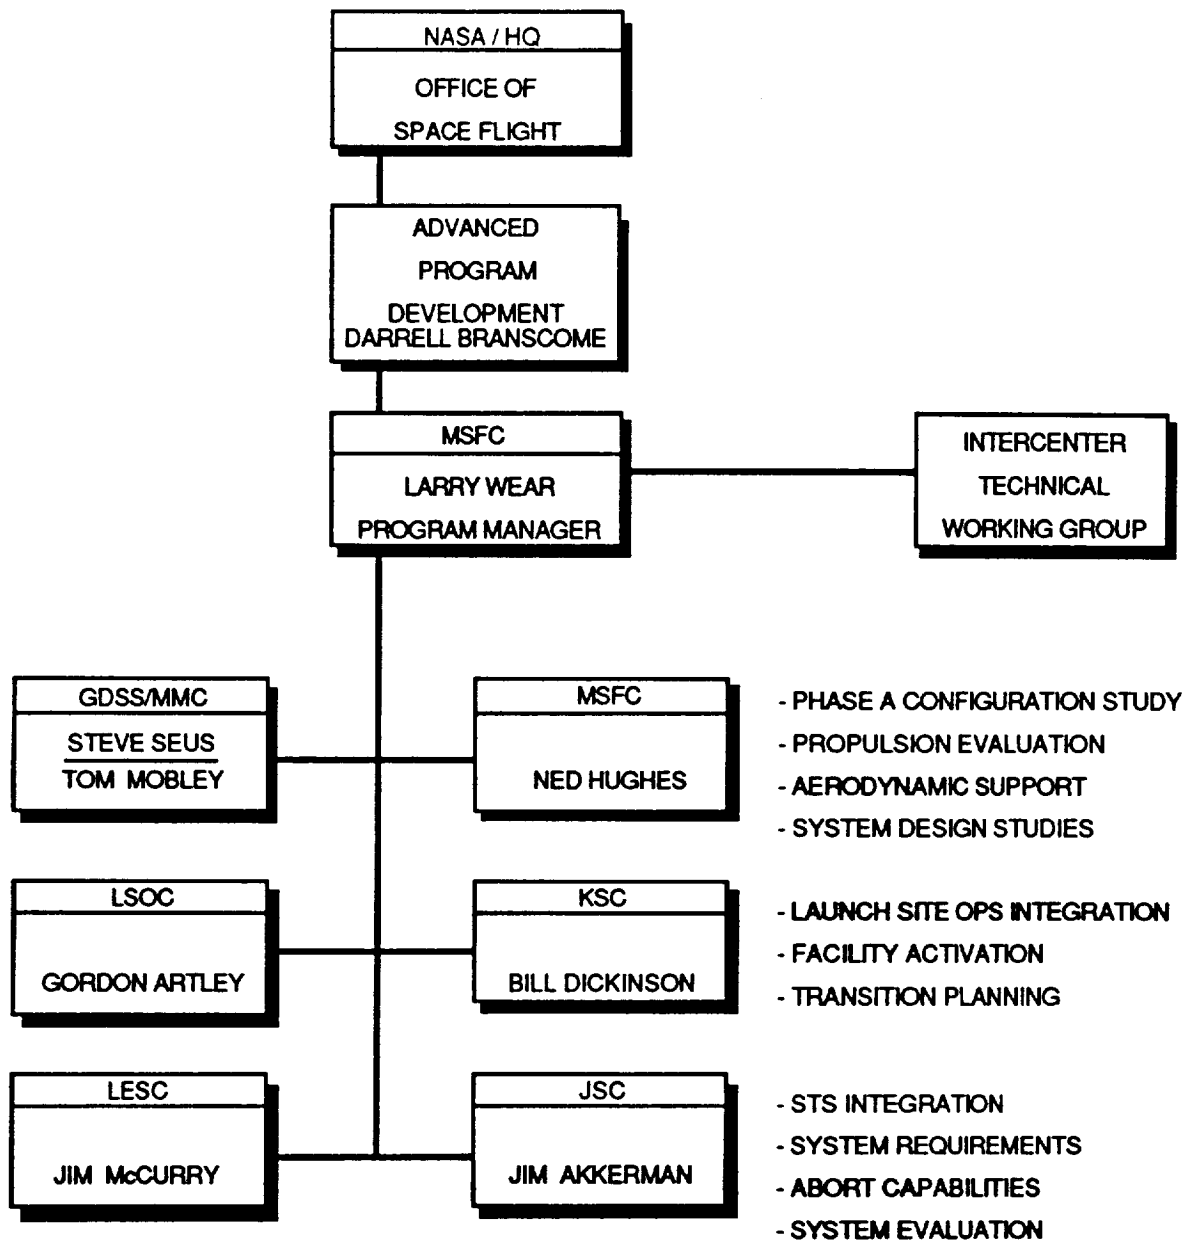 NASA / HQ
OFFICE OF
SPACE FLIGHT
ADVANCED
PROGRAM
DEVELOPMENT
DARRELL BRANSCOME
MSFC
LARRY WEAR
PROGRAM MANAGER
INTERCENTER
TECHNICAL
WORKING GROUP
GDSS/MMC
STEVE SEUS
TOM MOBLEY
MSFC
NED HUGHES
- PHASE A CONFIGURATION STUDY
- PROPULSION EVALUATION
- AERODYNAMIC SUPPORT
- SYSTEM DESIGN STUDIES
LSOC
GORDON ARTLEY
KSC
BILL DICKINSON
- LAUNCH SITE OPS INTEGRATION
- FACILITY ACTIVATION
- TRANSITION PLANNING
LESC
JIM McCURRY
JSC
JIM AKKERMAN
- STS INTEGRATION
- SYSTEM REQUIREMENTS
- ABORT CAPABILITIES
- SYSTEM EVALUATION